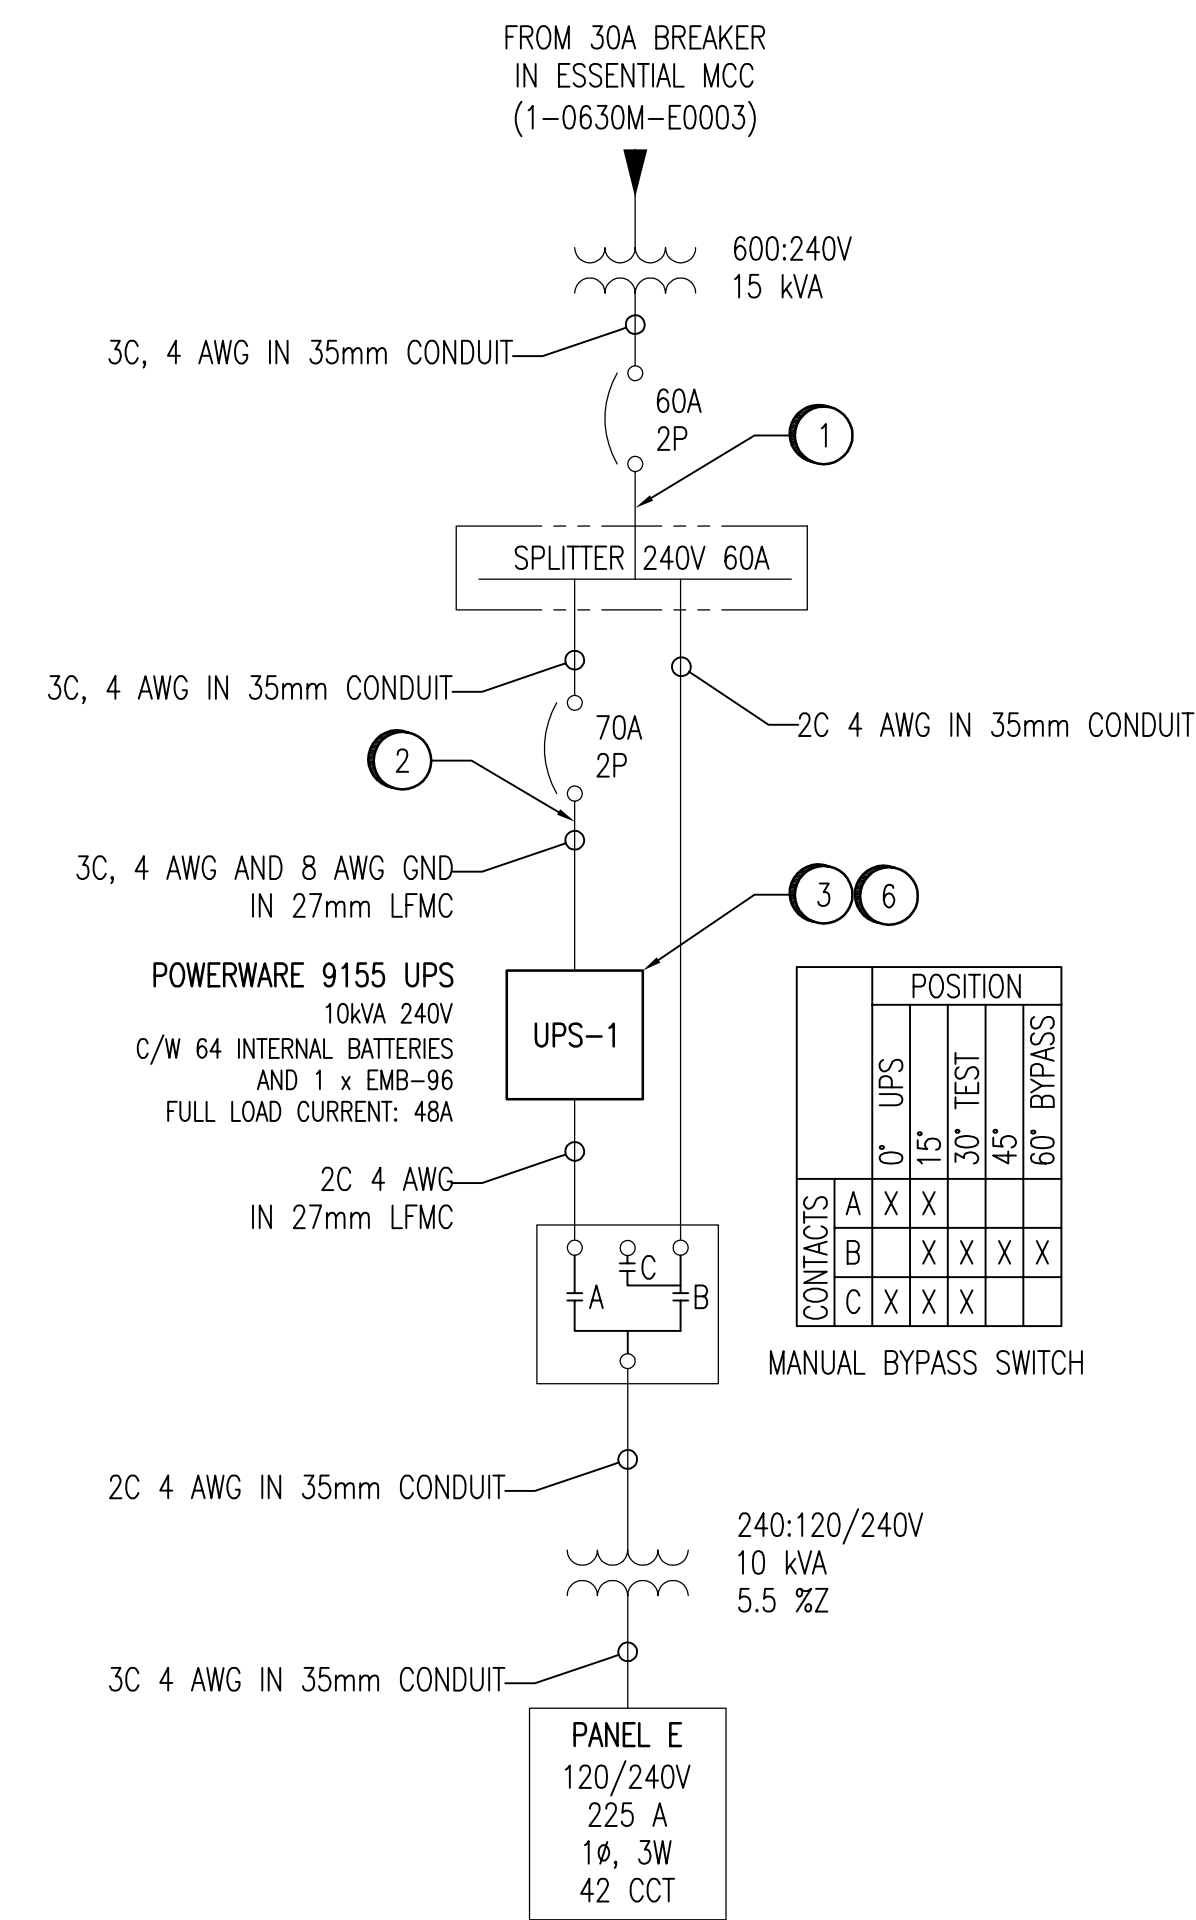 FROM 30A BREAKER
IN ESSENTIAL MCC
(1-0630M-E0003)
600:240V
15 kVA
3C, 4 AWG IN 35mm CONDUIT
60A
2P
1
SPLITTER 240V 60A
3C, 4 AWG IN 35mm CONDUIT
2C 4 AWG IN 35mm CONDUIT
70A
2P
2
3C, 4 AWG AND 8 AWG GND
IN 27mm LFMC
3 6
POWERWARE 9155 UPS
10kVA 240V
C/W 64 INTERNAL BATTERIES
AND 1 x EMB-96
FULL LOAD CURRENT: 48A
UPS-1
2C 4 AWG
IN 27mm LFMC
POSITION
0° UPS
15°
30° TEST
45°
60° BYPASS
CONTACTS
A X X
B X X X X
C X X X
MANUAL BYPASS SWITCH
C
A
B
2C 4 AWG IN 35mm CONDUIT
240:120/240V
10 kVA
5.5 %Z
3C 4 AWG IN 35mm CONDUIT
PANEL E
120/240V
225 A
1ø, 3W
42 CCT